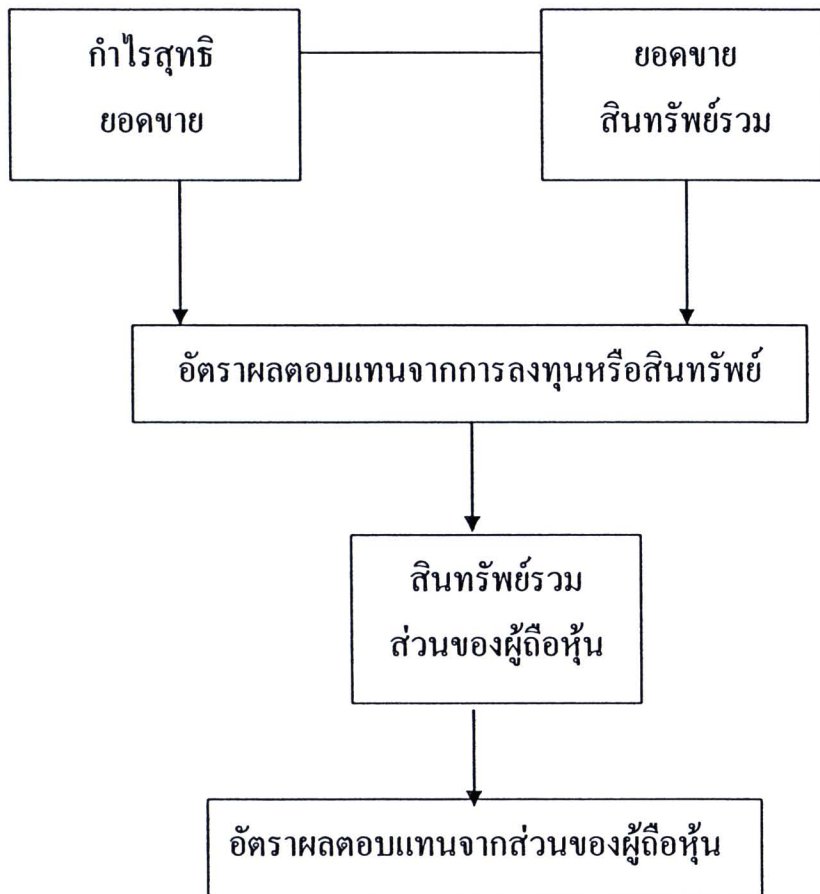 กำไรสุทธิ
ยอดขาย
ยอดขาย
สินทรัพย์รวม
อัตราผลตอบแทนจากการลงทุนหรือสินทรัพย์
สินทรัพย์รวม
ส่วนของผู้ถือหุ้น
อัตราผลตอบแทนจากส่วนของผู้ถือหุ้น